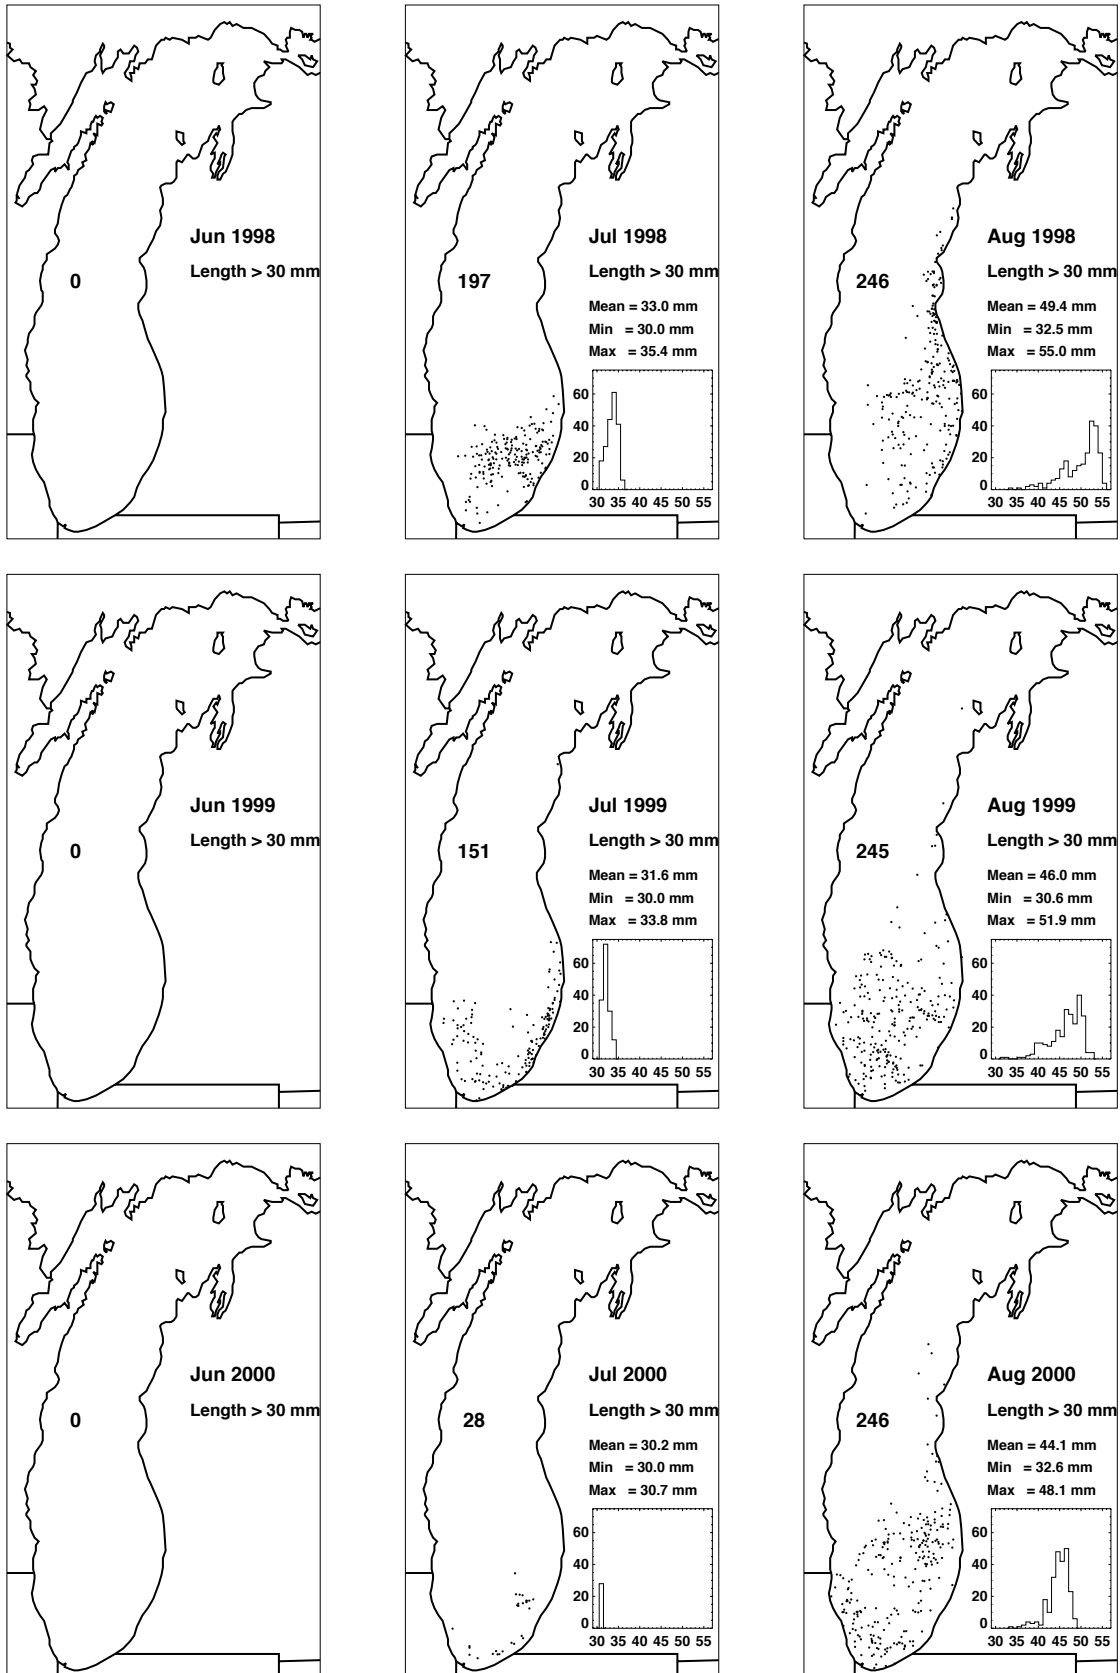 Jun 1998
Length > 30 mm
0
Jul 1998
Length > 30 mm
197
Mean = 33.0 mm
Min = 30.0 mm
Max = 35.4 mm
60
40
20
0
30 35 40 45 50 55
Aug 1998
Length > 30 mm
246
Mean = 49.4 mm
Min = 32.5 mm
Max = 55.0 mm
60
40
20
0
30 35 40 45 50 55
Jun 1999
Length > 30 mm
0
Jul 1999
Length > 30 mm
151
Mean = 31.6 mm
Min = 30.0 mm
Max = 33.8 mm
60
40
20
0
30 35 40 45 50 55
Aug 1999
Length > 30 mm
245
Mean = 46.0 mm
Min = 30.6 mm
Max = 51.9 mm
60
40
20
0
30 35 40 45 50 55
Jun 2000
Length > 30 mm
0
Jul 2000
Length > 30 mm
28
Mean = 30.2 mm
Min = 30.0 mm
Max = 30.7 mm
60
40
20
0
30 35 40 45 50 55
Aug 2000
Length > 30 mm
246
Mean = 44.1 mm
Min = 32.6 mm
Max = 48.1 mm
60
40
20
0
30 35 40 45 50 55